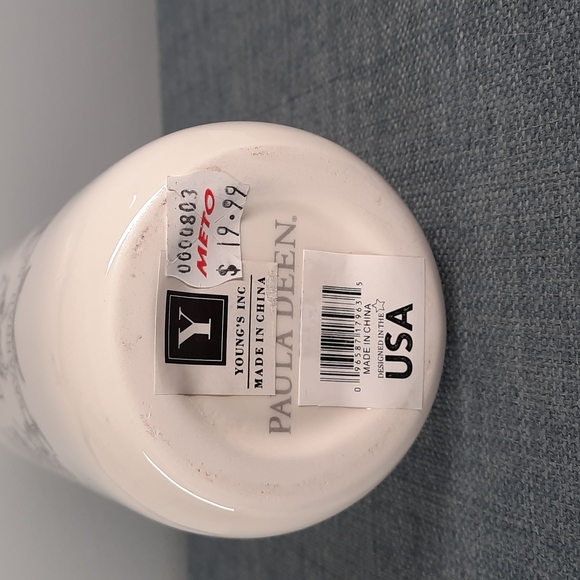 0000803
METO
$ 19.99
Y
YOUNG'S INC
MADE IN CHINA
PAULA DEEN®
0 96587 17963 5
MADE IN CHINA
DESIGNED IN THE
USA